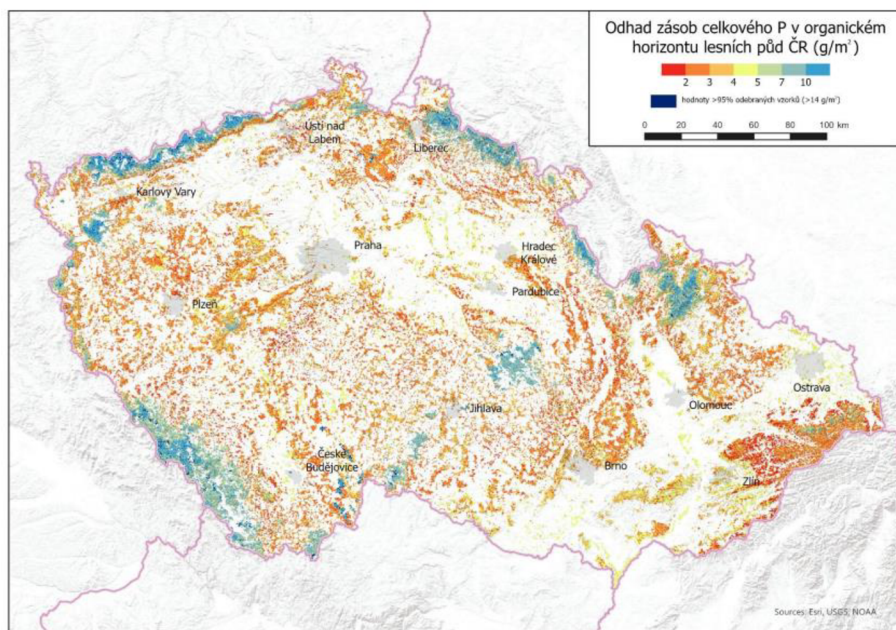 Odhad zásob celkového P v organickém
horizontu lesních půd ČR (g/m²)
2 3 4 5 7 10
hodnoty >95% odebraných vzorků (>14 g/m²)
0 20 40 60 80 100 km
Ústí nad
Labem
Liberec
Karlovy Vary
Praha
Hradec
Králové
Pardubice
Plzeň
Ostrava
Olomouc
Jihlava
České
Budějovice
Brno
Zlín
Sources: Esri, USGS, NOAA